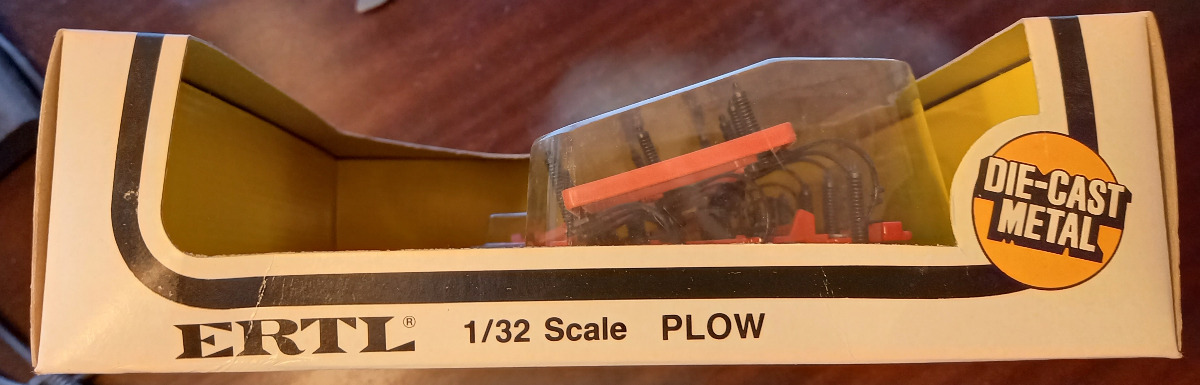 DIE-CAST
METAL
ERTL® 1/32 Scale PLOW